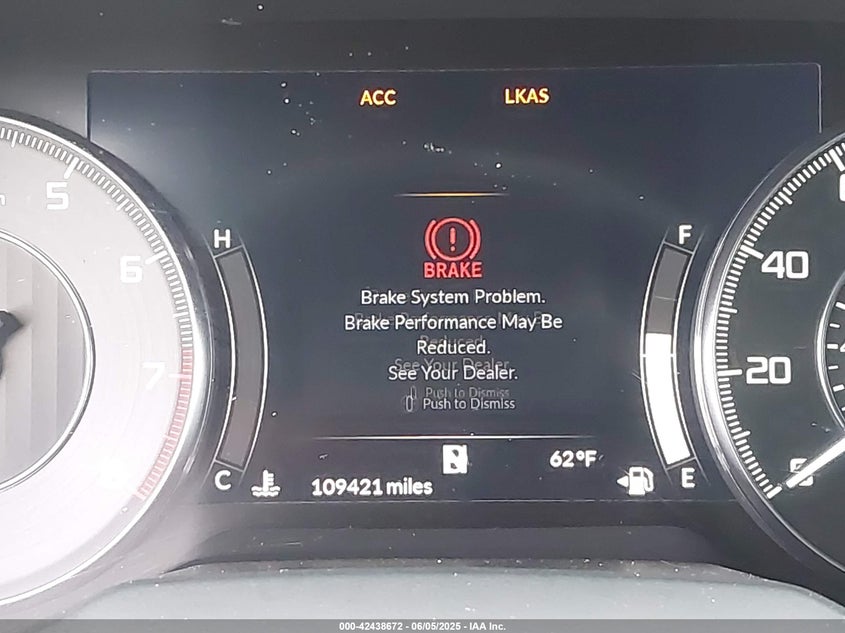 ACC LKAS
5
6
7
H F
BRAKE
Brake System Problem.
Brake Performance May Be
Reduced.
See Your Dealer.
Push to Dismiss
40
20
C E
62°F
109421 miles
000-42438672 - 06/05/2025 - IAA Inc.